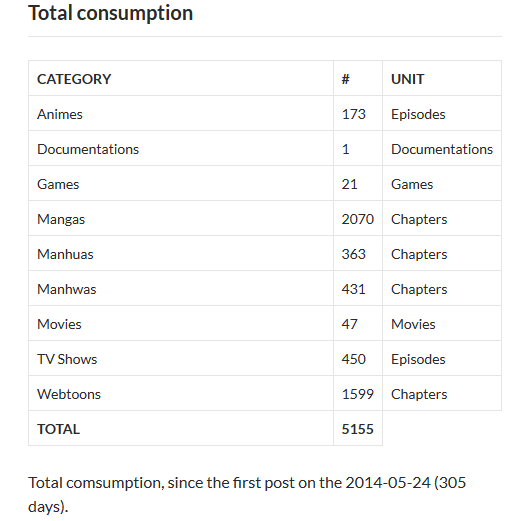 Total consumption
CATEGORY # UNIT
Animes 173 Episodes
Documentations 1 Documentations
Games 21 Games
Mangas 2070 Chapters
Manhuas 363 Chapters
Manhwas 431 Chapters
Movies 47 Movies
TV Shows 450 Episodes
Webtoons 1599 Chapters
TOTAL 5155
Total comsumption, since the first post on the 2014-05-24 (305
days).